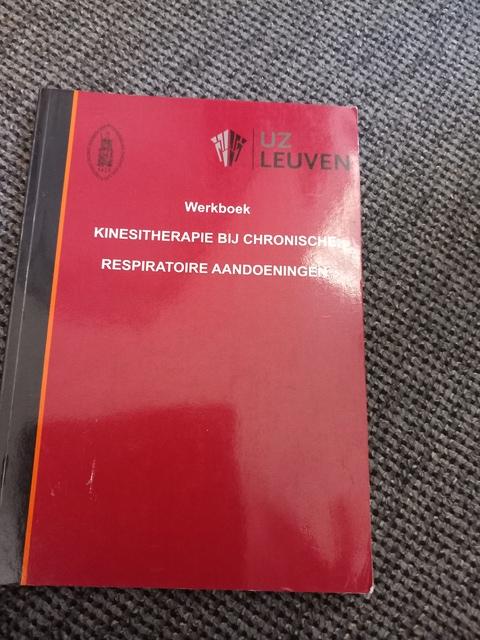 UZ
LEUVEN
Werkboek
KINESITHERAPIE BIJ CHRONISCHE
RESPIRATOIRE AANDOENINGEN